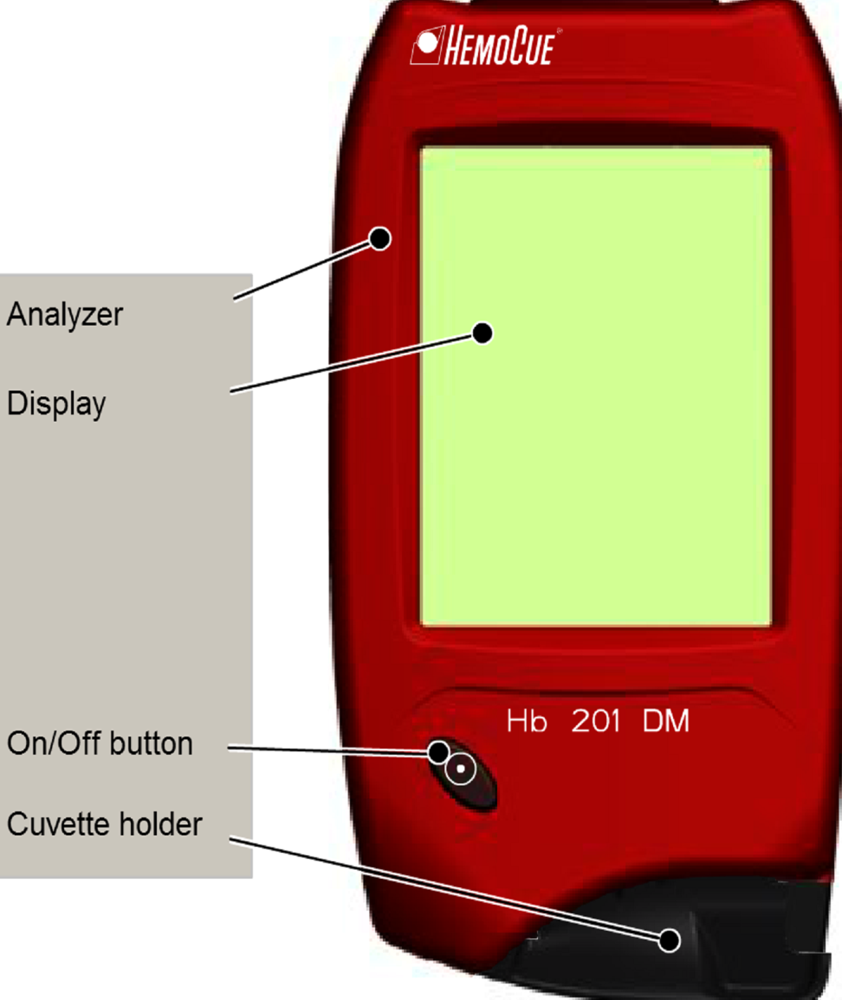 HEMOCUE®
Analyzer
Display
Hb 201 DM
On/Off button
Cuvette holder